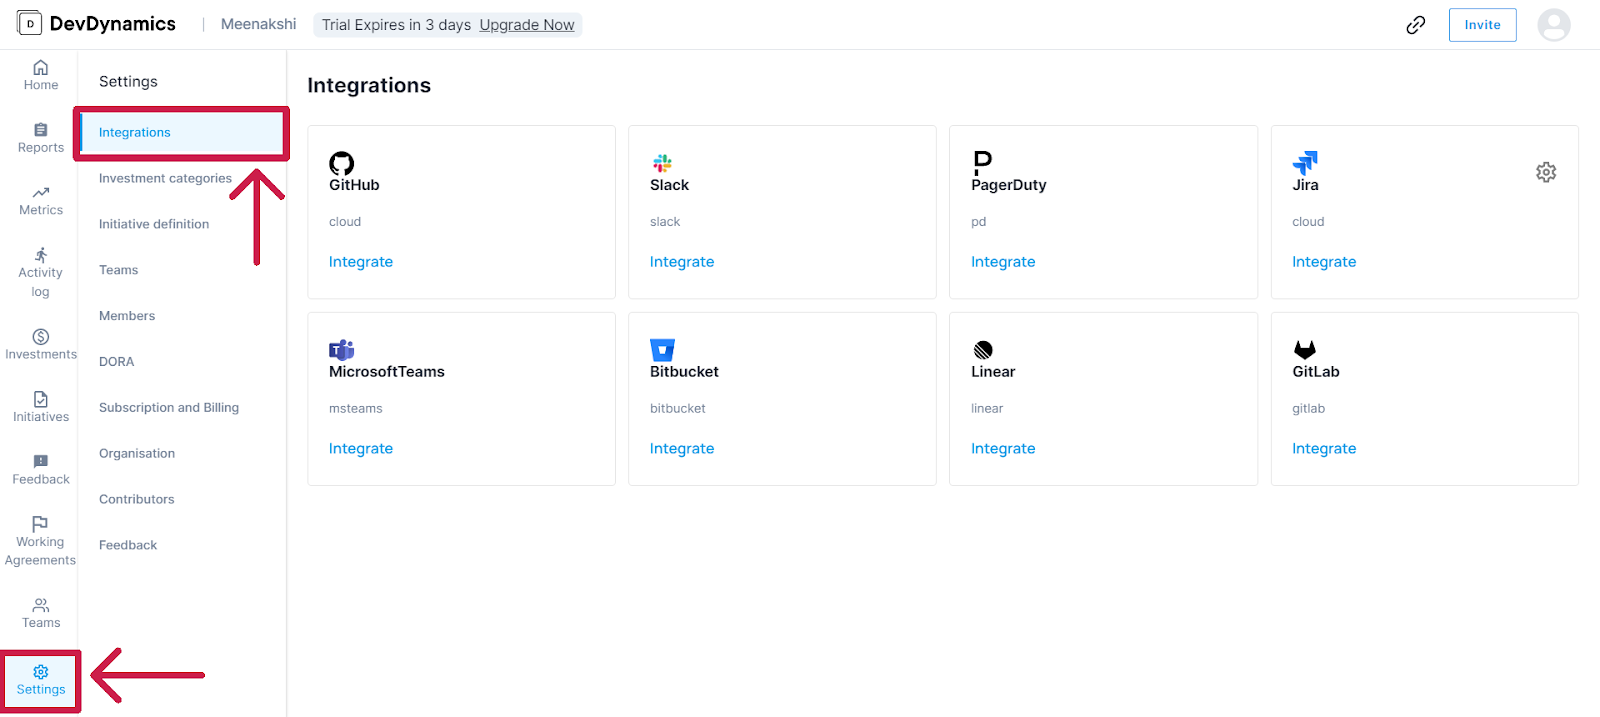 D DevDynamics Meenakshi Trial Expires in 3 days Upgrade Now Invite
Home
Reports
Metrics
Activity
log
Investments
Initiatives
Feedback
Working
Agreements
Teams
Settings
Settings
Integrations
Investment categories
Initiative definition
Teams
Members
DORA
Subscription and Billing
Organisation
Contributors
Feedback
Integrations
GitHub
cloud
Integrate
Slack
slack
Integrate
PagerDuty
pd
Integrate
Jira
cloud
Integrate
MicrosoftTeams
msteams
Integrate
Bitbucket
bitbucket
Integrate
Linear
linear
Integrate
GitLab
gitlab
Integrate